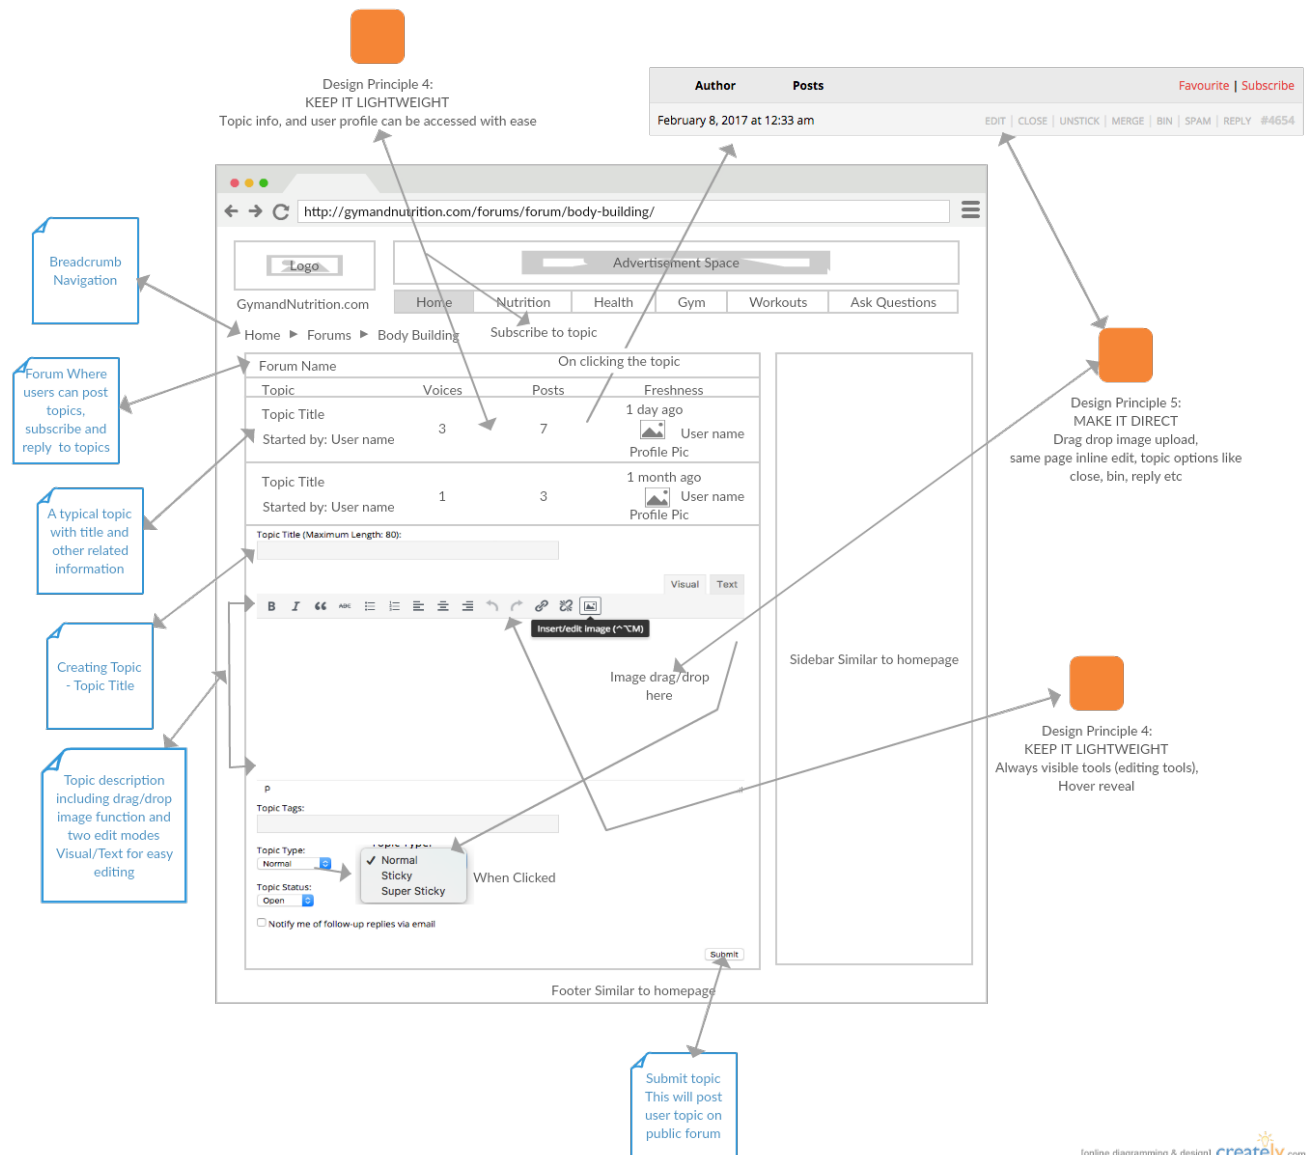 Design Principle 4:
KEEP IT LIGHTWEIGHT
Topic info, and user profile can be accessed with ease
Author Posts Favourite | Subscribe
February 8, 2017 at 12:33 am EDIT | CLOSE | UNSTICK | MERGE | BIN | SPAM | REPLY #4654
http://gymandnutrition.com/forums/forum/body-building/
Logo
Advertisement Space
GymandNutrition.com
Home Nutrition Health Gym Workouts Ask Questions
Home Forums Body Building
Subscribe to topic
Breadcrumb
Navigation
Forum Where
users can post
topics,
subscribe and
reply to topics
Forum Name
On clicking the topic
Topic Voices Posts Freshness
Topic Title
Started by: User name
3
7
1 day ago
User name
Profile Pic
Topic Title
Started by: User name
1
3
1 month ago
User name
Profile Pic
Design Principle 5:
MAKE IT DIRECT
Drag drop image upload,
same page inline edit, topic options like
close, bin, reply etc
A typical topic
with title and
other related
information
Topic Title (Maximum Length: 80):
Visual Text
B I ABC
Insert/edit image (^⌥M)
Creating Topic
- Topic Title
Image drag/drop
here
Sidebar Similar to homepage
Design Principle 4:
KEEP IT LIGHTWEIGHT
Always visible tools (editing tools),
Hover reveal
Topic description
including drag/drop
image function and
two edit modes
Visual/Text for easy
editing
p
Topic Tags:
Topic Type:
Normal
Topic Type:
✓ Normal
Sticky
Super Sticky
When Clicked
Topic Status:
Open
Notify me of follow-up replies via email
Submit
Footer Similar to homepage
Submit topic
This will post
user topic on
public forum
[online diagramming & design] creately.com